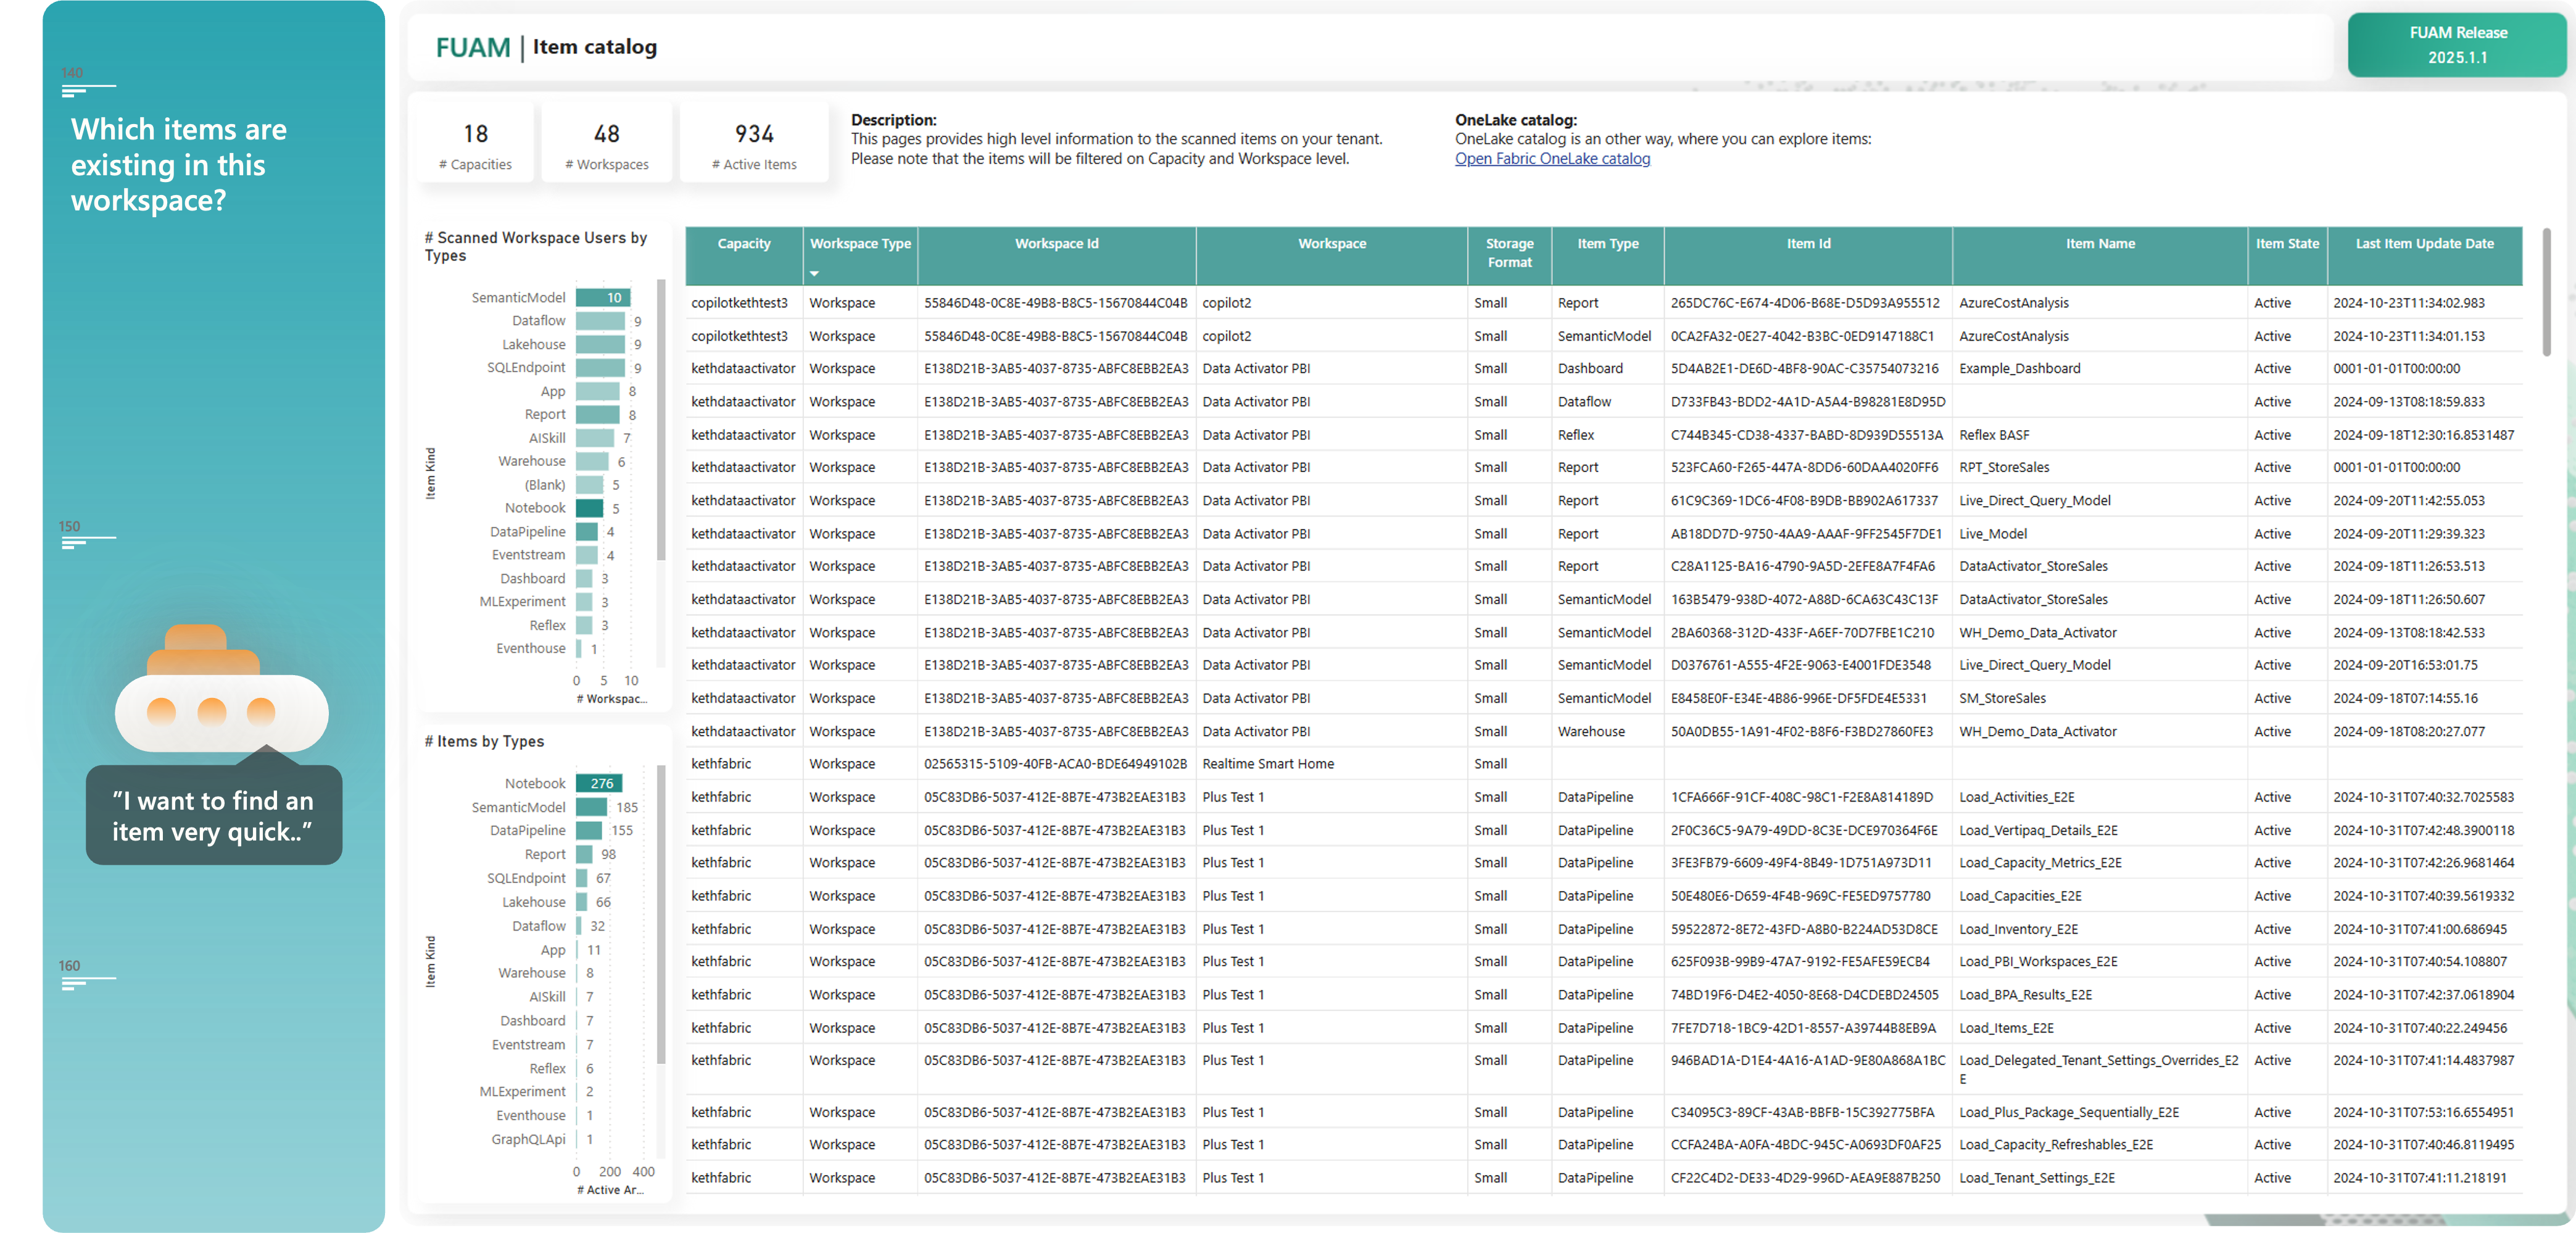 140
Which items are
existing in this
workspace?
150
"I want to find an
item very quick.."
160
FUAM | Item catalog
FUAM Release
2025.1.1
18
# Capacities
48
# Workspaces
934
# Active Items
Description:
This pages provides high level information to the scanned items on your tenant.
Please note that the items will be filtered on Capacity and Workspace level.
OneLake catalog:
OneLake catalog is an other way, where you can explore items:
Open Fabric OneLake catalog
# Scanned Workspace Users by
Types
Item Kind
SemanticModel 10
Dataflow 9
Lakehouse 9
SQLEndpoint 9
App 8
Report 8
AISkill 7
Warehouse 6
(Blank) 5
Notebook 5
DataPipeline 4
Eventstream 4
Dashboard 3
MLExperiment 3
Reflex 3
Eventhouse 1
0 5 10
# Workspac...
# Items by Types
Item Kind
Notebook 276
SemanticModel 185
DataPipeline 155
Report 98
SQLEndpoint 67
Lakehouse 66
Dataflow 32
App 11
Warehouse 8
AISkill 7
Dashboard 7
Eventstream 7
Reflex 6
MLExperiment 2
Eventhouse 1
GraphQLApi 1
0 200 400
# Active Ar...
Capacity Workspace Type Workspace Id Workspace Storage Format Item Type Item Id Item Name Item State Last Item Update Date
copilotkethtest3 Workspace 55846D48-0C8E-49B8-B8C5-15670844C04B copilot2 Small Report 265DC76C-E674-4D06-B68E-D5D93A955512 AzureCostAnalysis Active 2024-10-23T11:34:02.983
copilotkethtest3 Workspace 55846D48-0C8E-49B8-B8C5-15670844C04B copilot2 Small SemanticModel 0CA2FA32-0E27-4042-B3BC-0ED9147188C1 AzureCostAnalysis Active 2024-10-23T11:34:01.153
kethdataactivator Workspace E138D21B-3AB5-4037-8735-ABFC8EBB2EA3 Data Activator PBI Small Dashboard 5D4AB2E1-DE6D-4BF8-90AC-C35754073216 Example_Dashboard Active 0001-01-01T00:00:00
kethdataactivator Workspace E138D21B-3AB5-4037-8735-ABFC8EBB2EA3 Data Activator PBI Small Dataflow D733FB43-BDD2-4A1D-A5A4-B98281E8D95D Active 2024-09-13T08:18:59.833
kethdataactivator Workspace E138D21B-3AB5-4037-8735-ABFC8EBB2EA3 Data Activator PBI Small Reflex C744B345-CD38-4337-BABD-8D939D55513A Reflex BASF Active 2024-09-18T12:30:16.8531487
kethdataactivator Workspace E138D21B-3AB5-4037-8735-ABFC8EBB2EA3 Data Activator PBI Small Report 523FCA60-F265-447A-8DD6-60DAA4020FF6 RPT_StoreSales Active 0001-01-01T00:00:00
kethdataactivator Workspace E138D21B-3AB5-4037-8735-ABFC8EBB2EA3 Data Activator PBI Small Report 61C9C369-1DC6-4F08-B9DB-BB902A617337 Live_Direct_Query_Model Active 2024-09-20T11:42:55.053
kethdataactivator Workspace E138D21B-3AB5-4037-8735-ABFC8EBB2EA3 Data Activator PBI Small Report AB18DD7D-9750-4AA9-AAAF-9FF2545F7DE1 Live_Model Active 2024-09-20T11:29:39.323
kethdataactivator Workspace E138D21B-3AB5-4037-8735-ABFC8EBB2EA3 Data Activator PBI Small Report C28A1125-BA16-4790-9A5D-2EFE8A7F4FA6 DataActivator_StoreSales Active 2024-09-18T11:26:53.513
kethdataactivator Workspace E138D21B-3AB5-4037-8735-ABFC8EBB2EA3 Data Activator PBI Small SemanticModel 163B5479-938D-4072-A88D-6CA63C43C13F DataActivator_StoreSales Active 2024-09-18T11:26:50.607
kethdataactivator Workspace E138D21B-3AB5-4037-8735-ABFC8EBB2EA3 Data Activator PBI Small SemanticModel 2BA60368-312D-433F-A6EF-70D7FBE1C210 WH_Demo_Data_Activator Active 2024-09-13T08:18:42.533
kethdataactivator Workspace E138D21B-3AB5-4037-8735-ABFC8EBB2EA3 Data Activator PBI Small SemanticModel D0376761-A555-4F2E-9063-E4001FDE3548 Live_Direct_Query_Model Active 2024-09-20T16:53:01.75
kethdataactivator Workspace E138D21B-3AB5-4037-8735-ABFC8EBB2EA3 Data Activator PBI Small SemanticModel E8458E0F-E34E-4B86-996E-DF5FDE4E5331 SM_StoreSales Active 2024-09-18T07:14:55.16
kethdataactivator Workspace E138D21B-3AB5-4037-8735-ABFC8EBB2EA3 Data Activator PBI Small Warehouse 50A0DB55-1A91-4F02-B8F6-F3BD27860FE3 WH_Demo_Data_Activator Active 2024-09-18T08:20:27.077
kethfabric Workspace 02565315-5109-40FB-ACA0-BDE64949102B Realtime Smart Home Small
kethfabric Workspace 05C83DB6-5037-412E-8B7E-473B2EAE31B3 Plus Test 1 Small DataPipeline 1CFA666F-91CF-408C-98C1-F2E8A814189D Load_Activities_E2E Active 2024-10-31T07:40:32.7025583
kethfabric Workspace 05C83DB6-5037-412E-8B7E-473B2EAE31B3 Plus Test 1 Small DataPipeline 2F0C36C5-9A79-49DD-8C3E-DCE970364F6E Load_Vertipaq_Details_E2E Active 2024-10-31T07:42:48.3900118
kethfabric Workspace 05C83DB6-5037-412E-8B7E-473B2EAE31B3 Plus Test 1 Small DataPipeline 3FE3FB79-6609-49F4-8B49-1D751A973D11 Load_Capacity_Metrics_E2E Active 2024-10-31T07:42:26.9681464
kethfabric Workspace 05C83DB6-5037-412E-8B7E-473B2EAE31B3 Plus Test 1 Small DataPipeline 50E480E6-D659-4F4B-969C-FE5ED9757780 Load_Capacities_E2E Active 2024-10-31T07:40:39.5619332
kethfabric Workspace 05C83DB6-5037-412E-8B7E-473B2EAE31B3 Plus Test 1 Small DataPipeline 59522872-8E72-43FD-A8B0-B224AD53D8CE Load_Inventory_E2E Active 2024-10-31T07:41:00.686945
kethfabric Workspace 05C83DB6-5037-412E-8B7E-473B2EAE31B3 Plus Test 1 Small DataPipeline 625F093B-99B9-47A7-9192-FE5AFE59ECB4 Load_PBI_Workspaces_E2E Active 2024-10-31T07:40:54.108807
kethfabric Workspace 05C83DB6-5037-412E-8B7E-473B2EAE31B3 Plus Test 1 Small DataPipeline 74BD19F6-D4E2-4050-8E68-D4CDEBD24505 Load_BPA_Results_E2E Active 2024-10-31T07:42:37.0618904
kethfabric Workspace 05C83DB6-5037-412E-8B7E-473B2EAE31B3 Plus Test 1 Small DataPipeline 7FE7D718-1BC9-42D1-8557-A39744B8EB9A Load_Items_E2E Active 2024-10-31T07:40:22.249456
kethfabric Workspace 05C83DB6-5037-412E-8B7E-473B2EAE31B3 Plus Test 1 Small DataPipeline 946BAD1A-D1E4-4A16-A1AD-9E80A868A1BC Load_Delegated_Tenant_Settings_Overrides_E2 Active 2024-10-31T07:41:14.4837987
E
kethfabric Workspace 05C83DB6-5037-412E-8B7E-473B2EAE31B3 Plus Test 1 Small DataPipeline C34095C3-89CF-43AB-BBFB-15C392775BFA Load_Plus_Package_Sequentially_E2E Active 2024-10-31T07:53:16.6554951
kethfabric Workspace 05C83DB6-5037-412E-8B7E-473B2EAE31B3 Plus Test 1 Small DataPipeline CCFA24BA-A0FA-4BDC-945C-A0693DF0AF25 Load_Capacity_Refreshables_E2E Active 2024-10-31T07:40:46.8119495
kethfabric Workspace 05C83DB6-5037-412E-8B7E-473B2EAE31B3 Plus Test 1 Small DataPipeline CF22C4D2-DE33-4D29-996D-AEA9E887B250 Load_Tenant_Settings_E2E Active 2024-10-31T07:41:11.218191